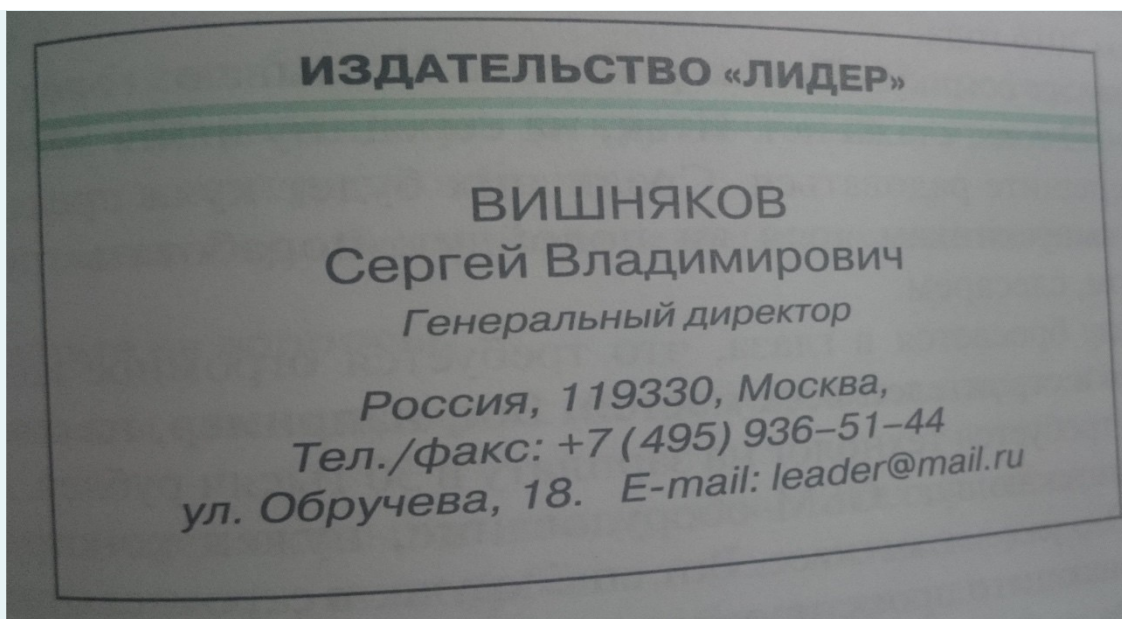 ИЗДАТЕЛЬСТВО «ЛИДЕР»
ВИШНЯКОВ
Сергей Владимирович
Генеральный директор
Россия, 119330, Москва,
Тел./факс: +7 (495) 936–51–44
ул. Обручева, 18. E-mail: leader@mail.ru